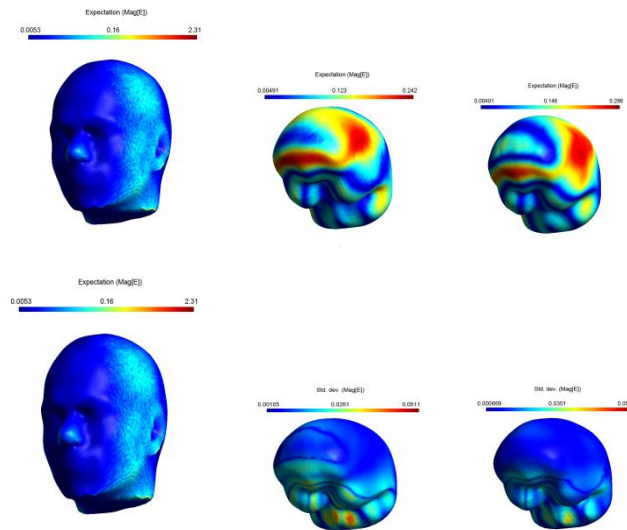 Expectation (Mag[E])
0.0053 0.16 2.31
Expectation (Mag[E])
0.00491 0.123 0.242
Expectation (Mag[E])
0.00491 0.146 0.286
Expectation (Mag[E])
0.0053 0.16 2.31
Std. dev. (Mag[E])
0.00105 0.0261 0.0511
Std. dev. (Mag[E])
0.000869 0.0301 0.05